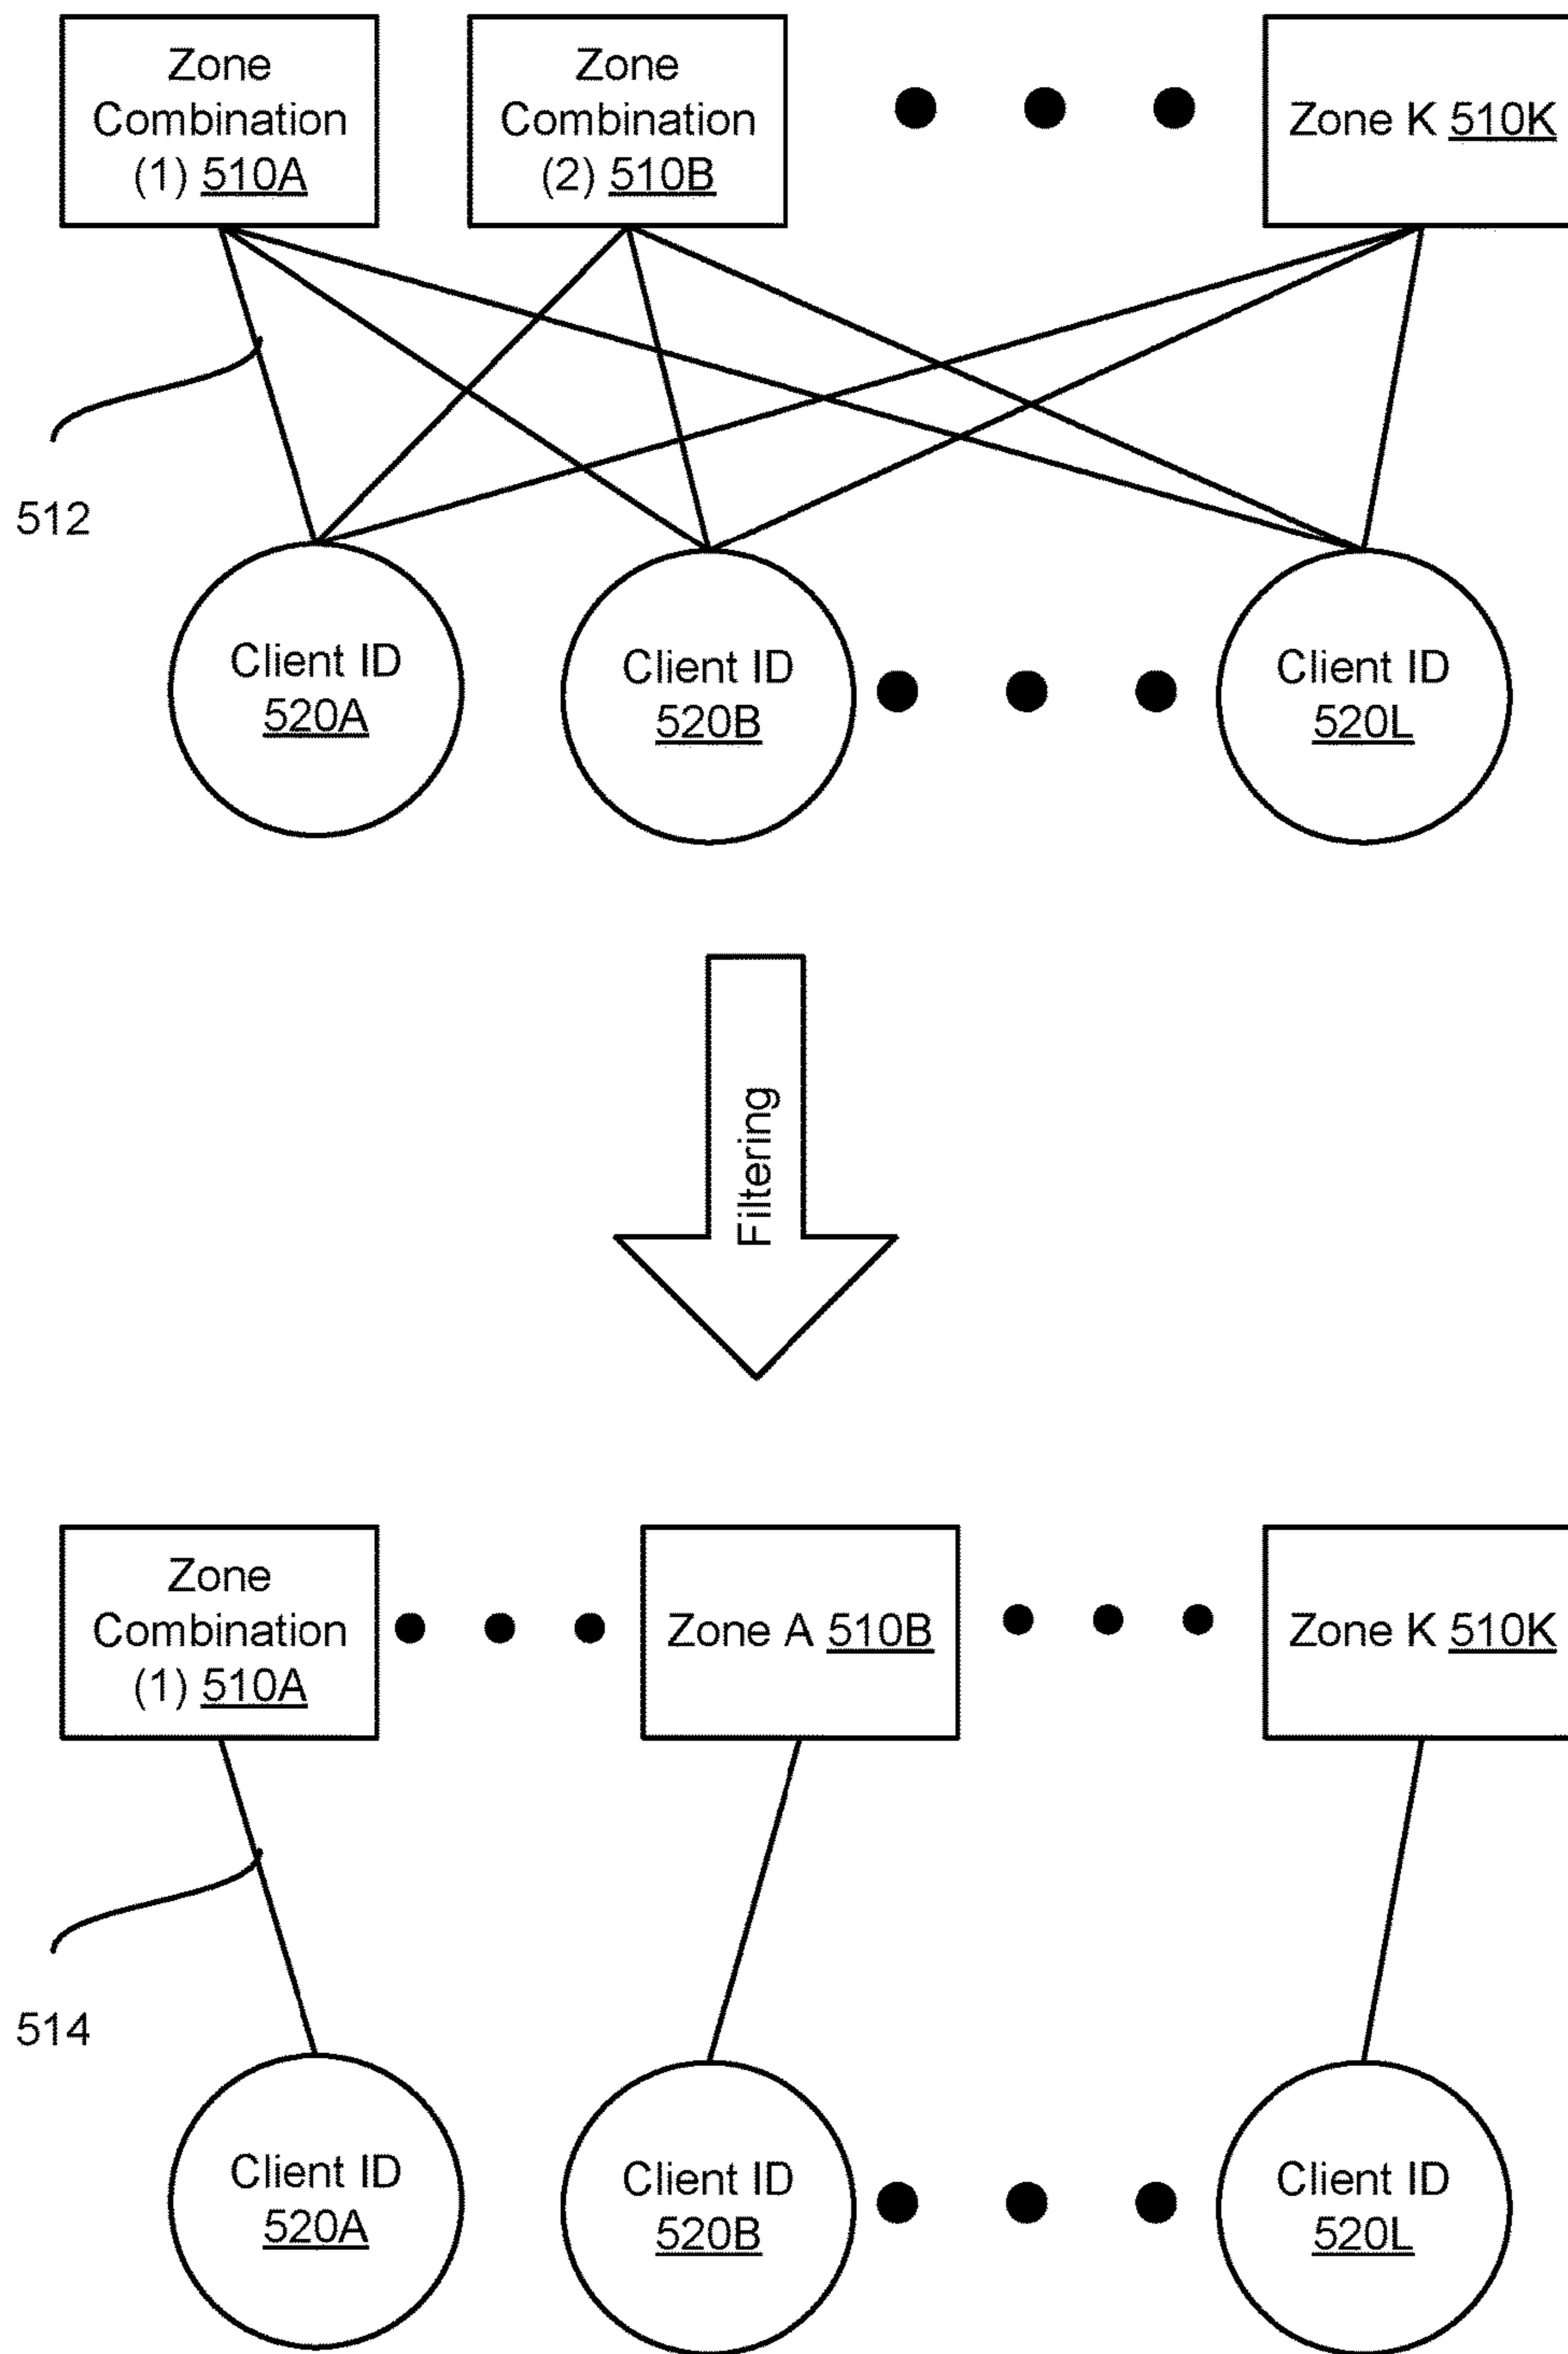 Zone
Combination
(1) 510A
Zone
Combination
(2) 510B
Zone K 510K
512
Client ID
520A
Client ID
520B
Client ID
520L
Filtering
Zone
Combination
(1) 510A
Zone A 510B
Zone K 510K
514
Client ID
520A
Client ID
520B
Client ID
520L